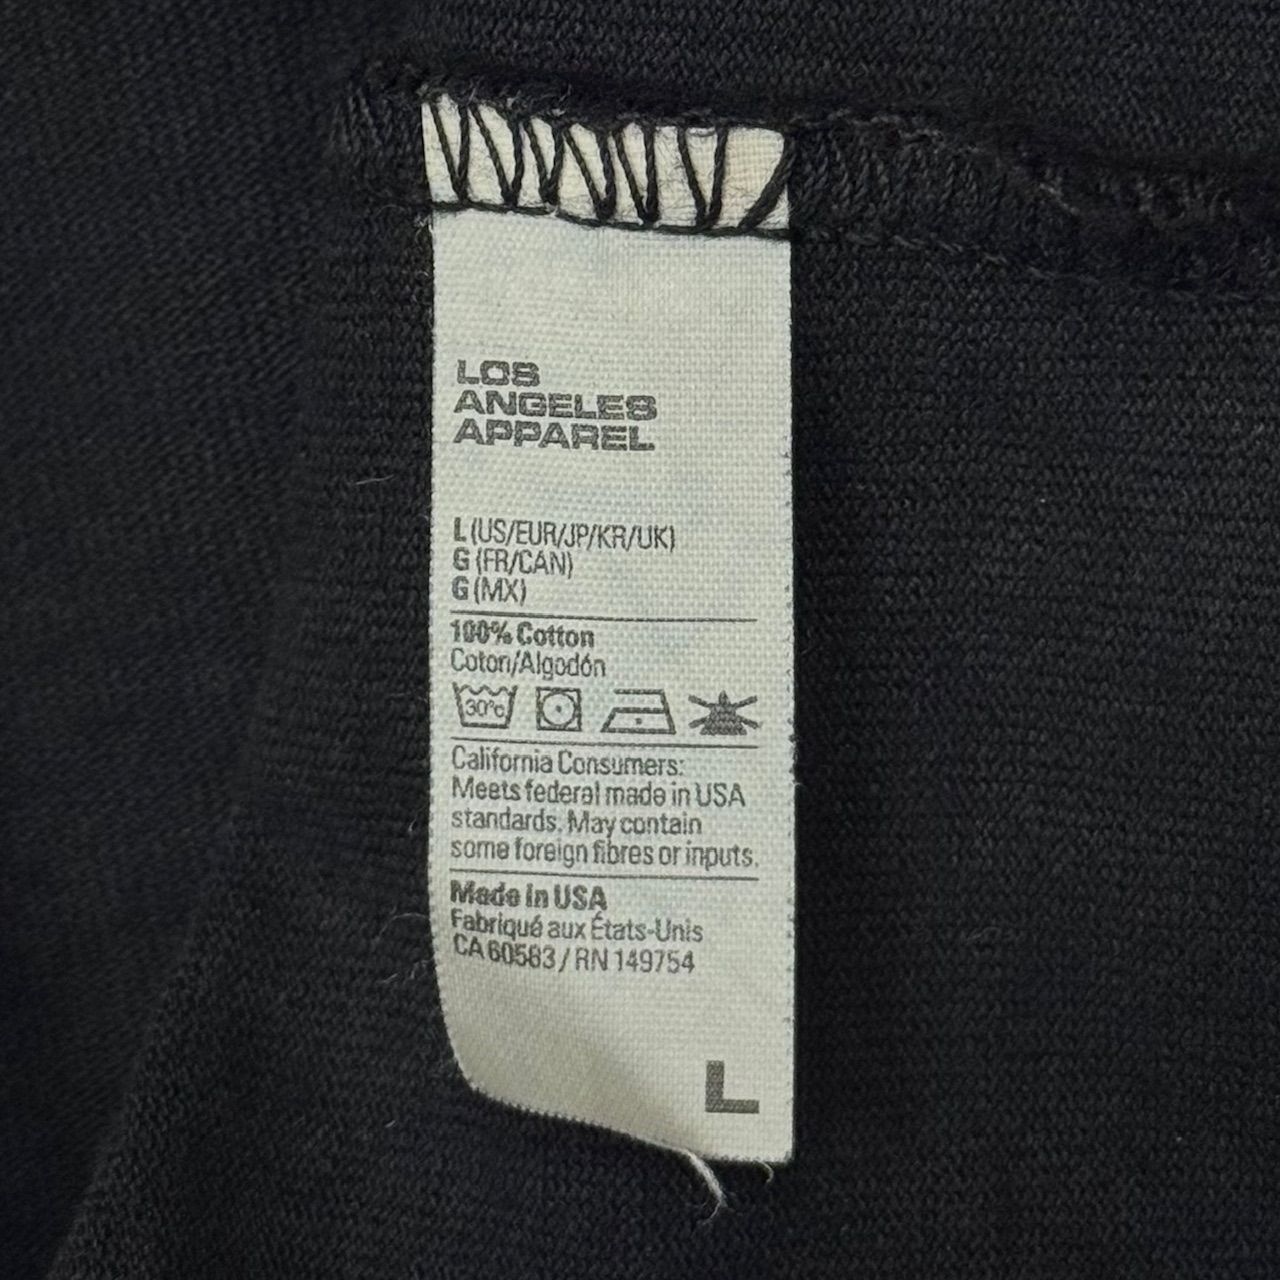 LOS
ANGELES
APPAREL
L (US/EUR/JP/KR/UK)
G (FR/CAN)
G (MX)
100% Cotton
Coton/Algodón
30°c
California Consumers:
Meets federal made in USA
standards. May contain
some foreign fibres or inputs.
Made in USA
Fabriqué aux États-Unis
CA 60583 / RN 149754
L